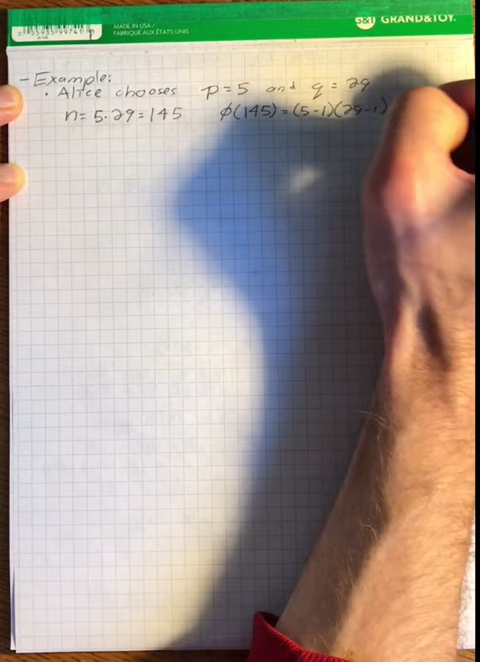 MADE IN USA/
FABRIQUÉ AUX ÉTATS-UNIS
G&T GRAND&TOY.
- Example:
• Alice chooses p=5 and q=29
n=5·29=145 φ(145)=(5-1)(29-1)